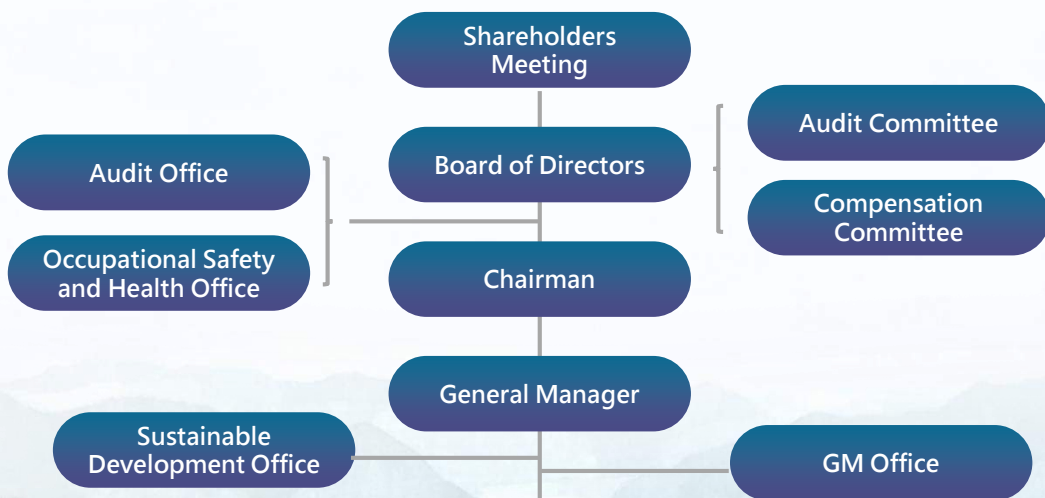 Shareholders
Meeting
Audit Committee
Board of Directors
Audit Office
Compensation
Committee
Occupational Safety
and Health Office
Chairman
General Manager
Sustainable
Development Office
GM Office